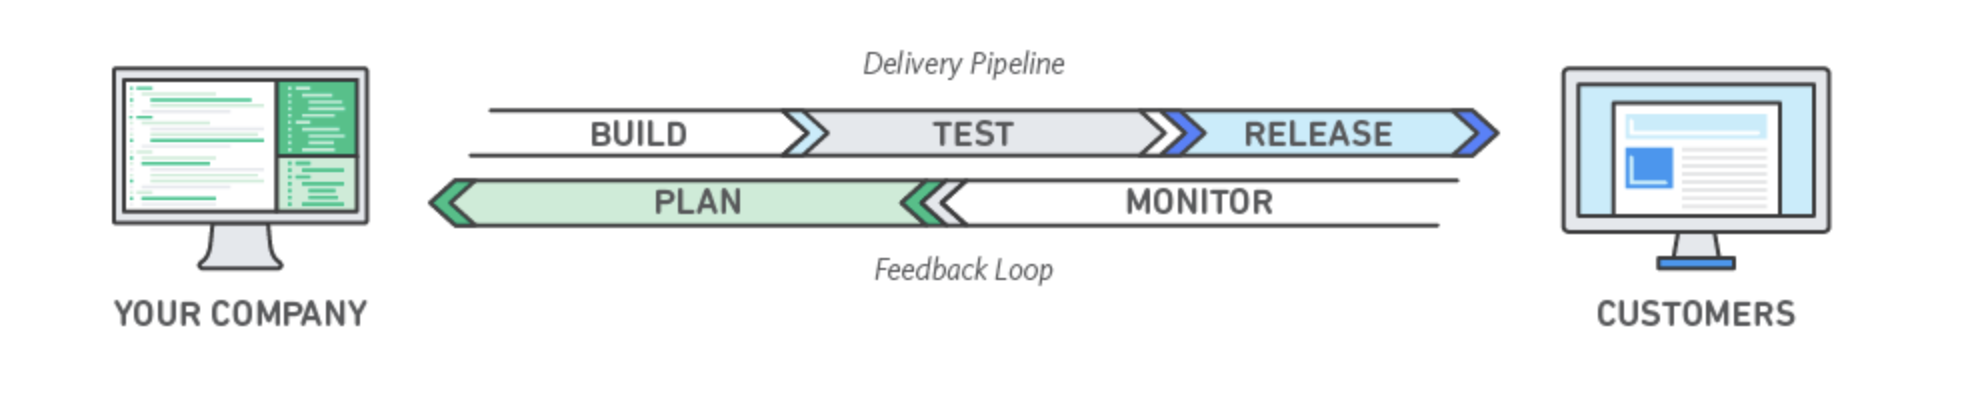 Delivery Pipeline
BUILD TEST RELEASE
PLAN MONITOR
Feedback Loop
YOUR COMPANY
CUSTOMERS